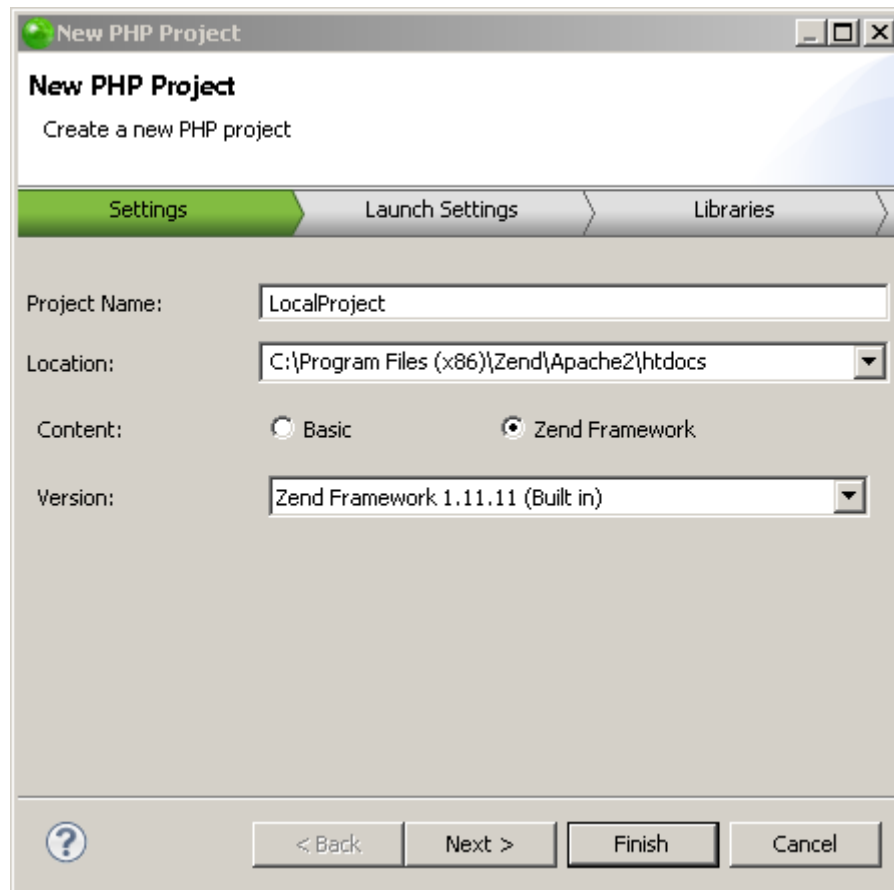 New PHP Project
New PHP Project
Create a new PHP project
Settings
Launch Settings
Libraries
Project Name:
LocalProject
Location:
C:\Program Files (x86)\Zend\Apache2\htdocs
Content:
Basic
Zend Framework
Version:
Zend Framework 1.11.11 (Built in)
?
< Back
Next >
Finish
Cancel